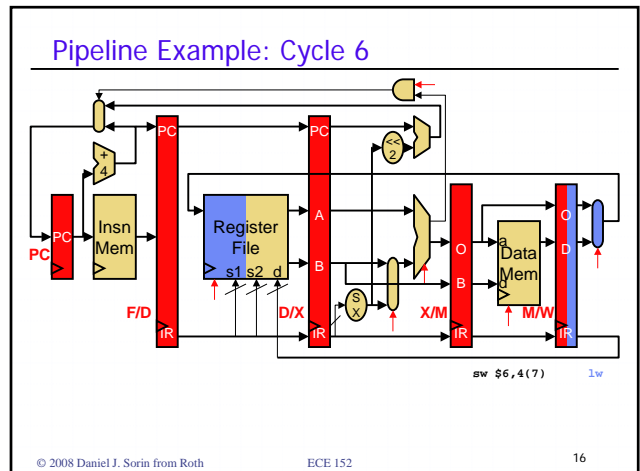 Pipeline Example: Cycle 6
PC
<<
2
PC
+
4
PC
PC
Insn
Mem
Register
File
s1 s2 d
A
B
S
X
O
B
a
d
Data
Mem
O
D
F/D
D/X
X/M
M/W
IR
IR
IR
IR
sw $6,4(7) lw
© 2008 Daniel J. Sorin from Roth ECE 152 16